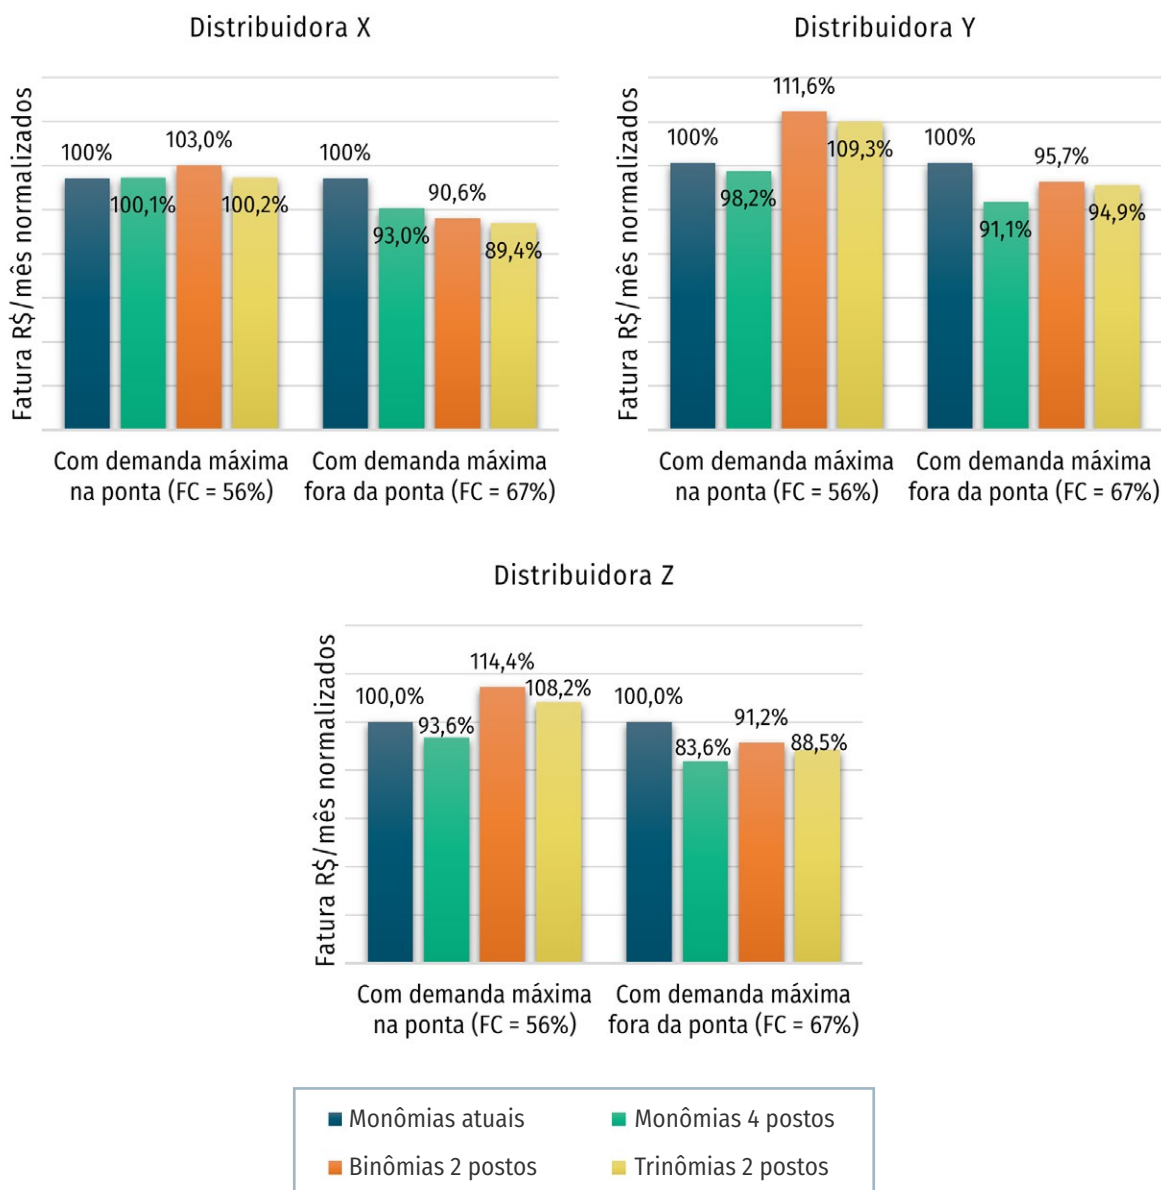 Distribuidora X
Fatura R$/mês normalizados
100%
100,1%
103,0%
100,2%
100%
93,0%
90,6%
89,4%
Com demanda máxima
na ponta (FC = 56%)
Com demanda máxima
fora da ponta (FC = 67%)
Distribuidora Y
Fatura R$/mês normalizados
100%
98,2%
111,6%
109,3%
100%
91,1%
95,7%
94,9%
Com demanda máxima
na ponta (FC = 56%)
Com demanda máxima
fora da ponta (FC = 67%)
Distribuidora Z
Fatura R$/mês normalizados
100,0%
93,6%
114,4%
108,2%
100,0%
83,6%
91,2%
88,5%
Com demanda máxima
na ponta (FC = 56%)
Com demanda máxima
fora da ponta (FC = 67%)
Monômias atuais
Monômias 4 postos
Binômias 2 postos
Trinômias 2 postos